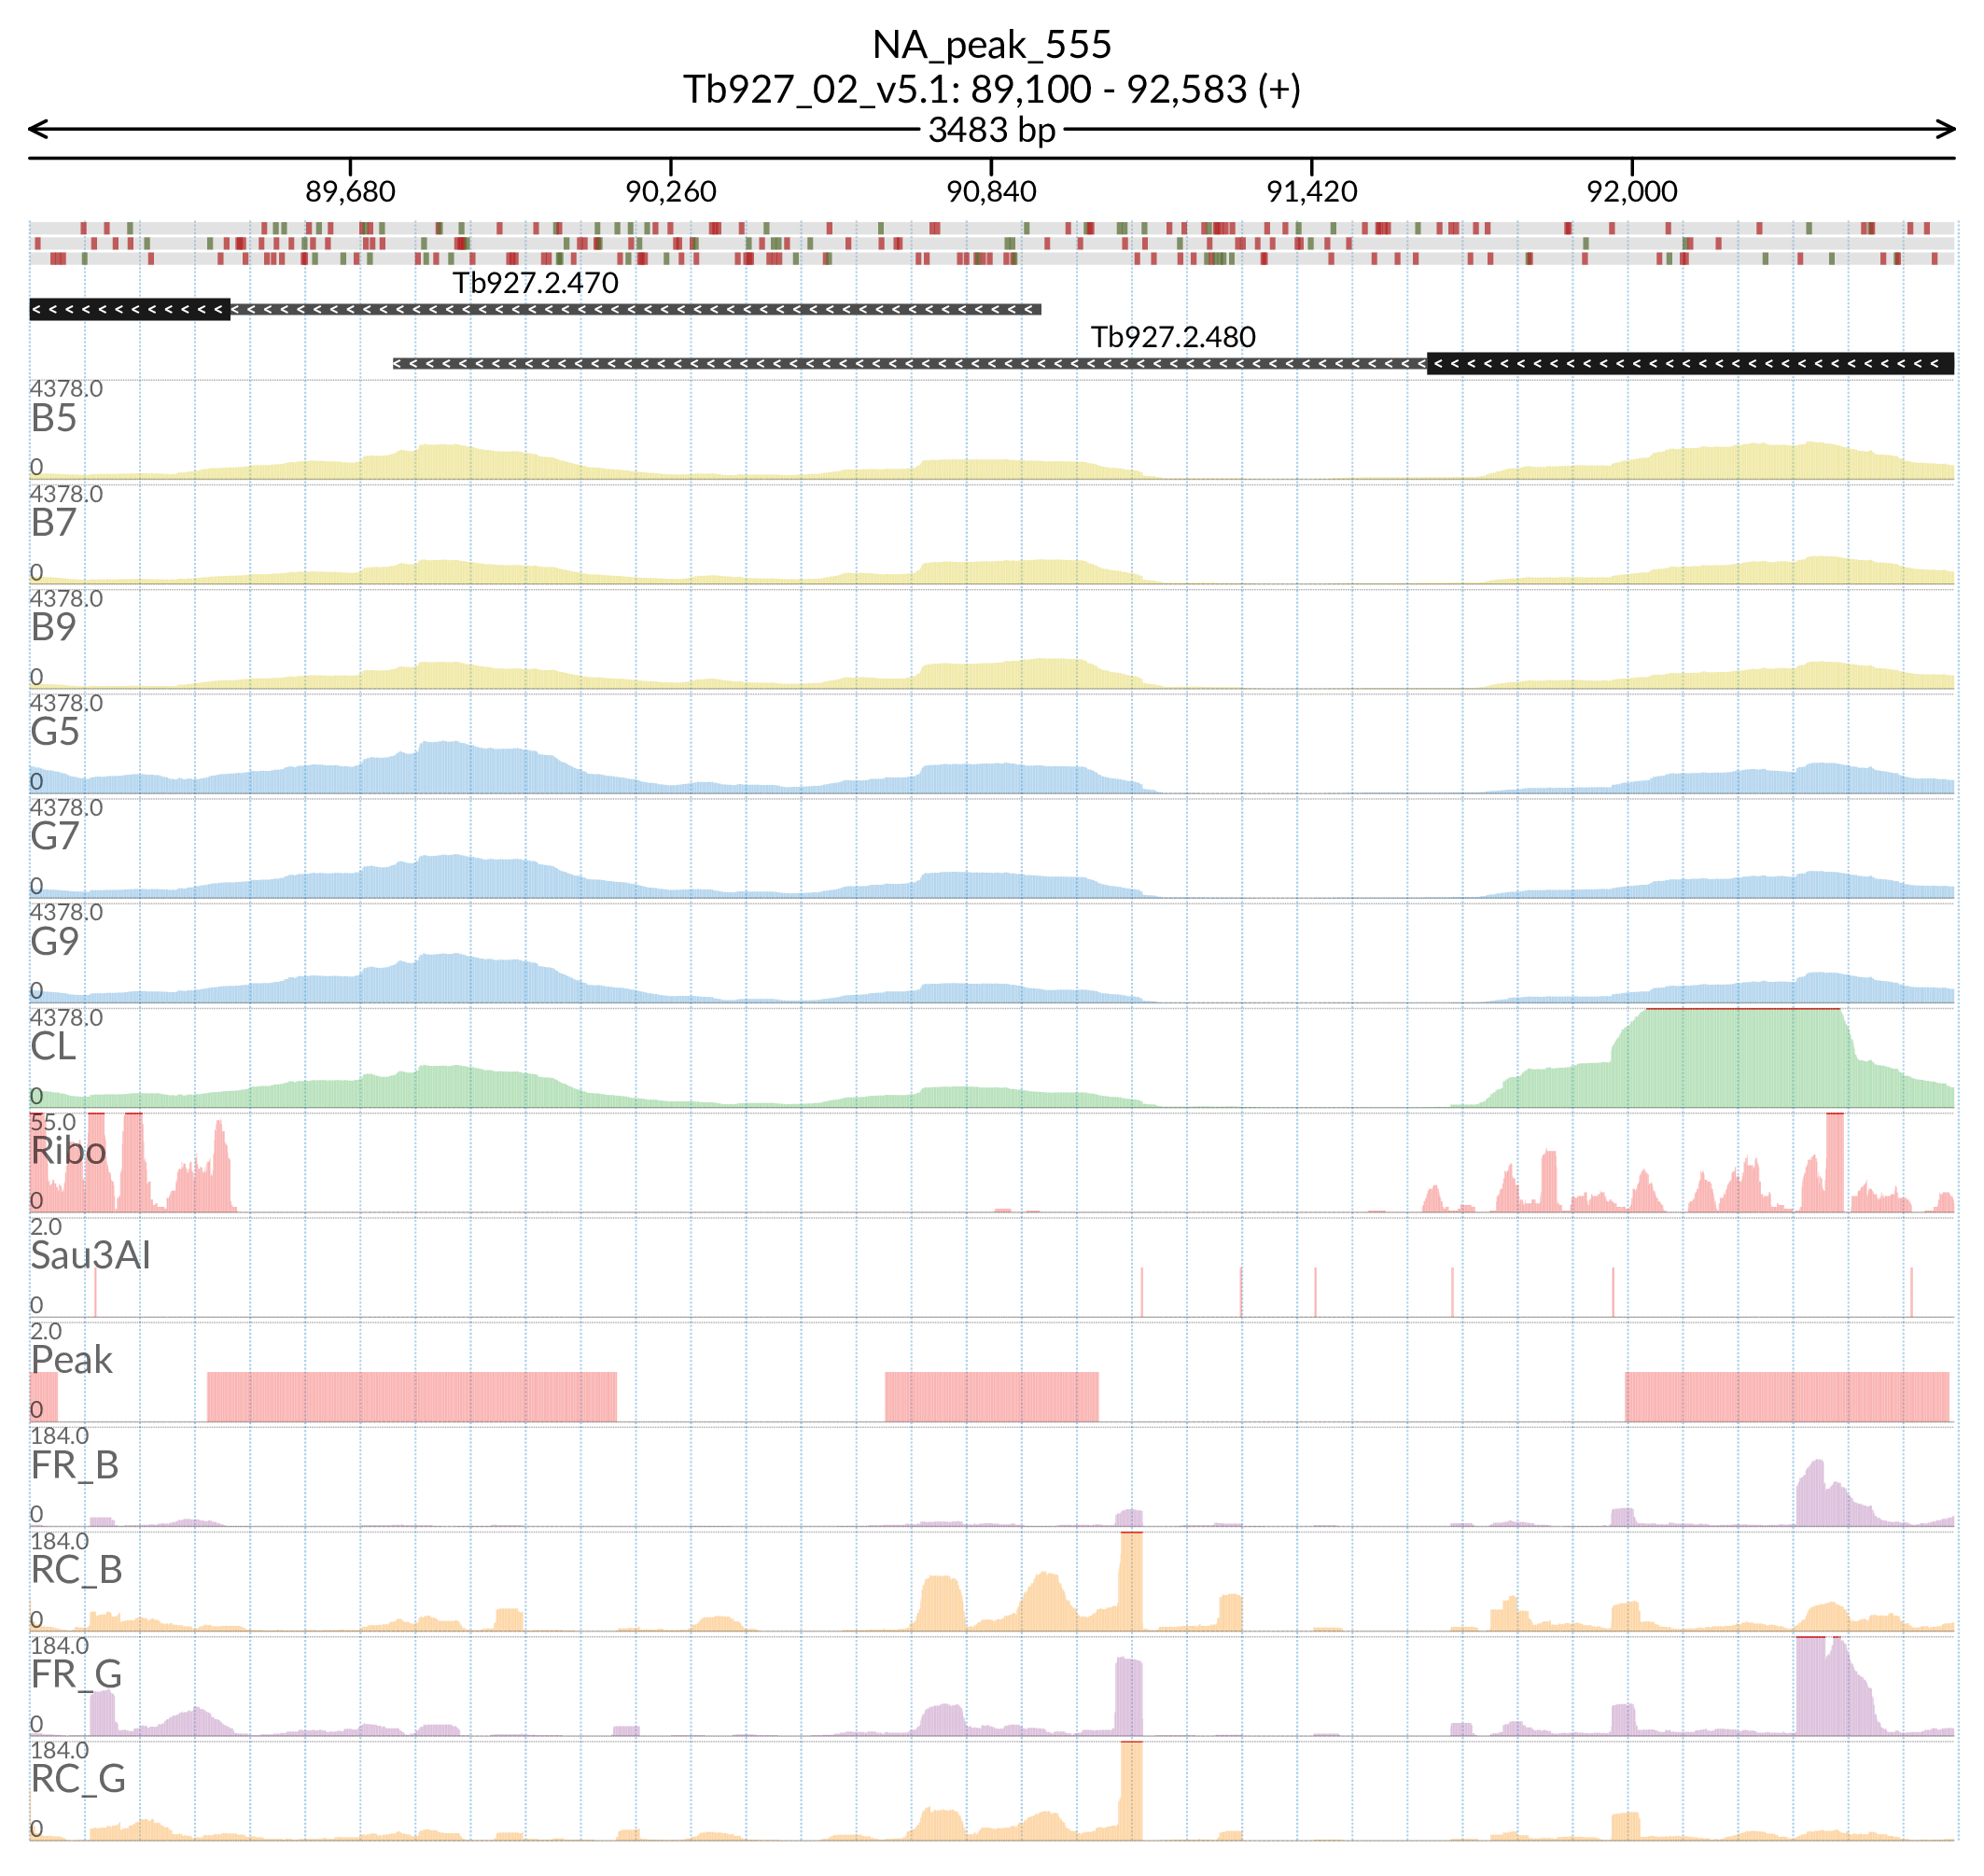 NA_peak_555
Tb927_02_v5.1: 89,100 - 92,583 (+)
3483 bp
89,680 90,260 90,840 91,420 92,000
Tb927.2.470
Tb927.2.480
4378.0
B5
0
4378.0
B7
0
4378.0
B9
0
4378.0
G5
0
4378.0
G7
0
4378.0
G9
0
4378.0
CL
0
55.0
Ribo
0
2.0
Sau3AI
0
2.0
Peak
0
184.0
FR_B
0
184.0
RC_B
0
184.0
FR_G
0
184.0
RC_G
0